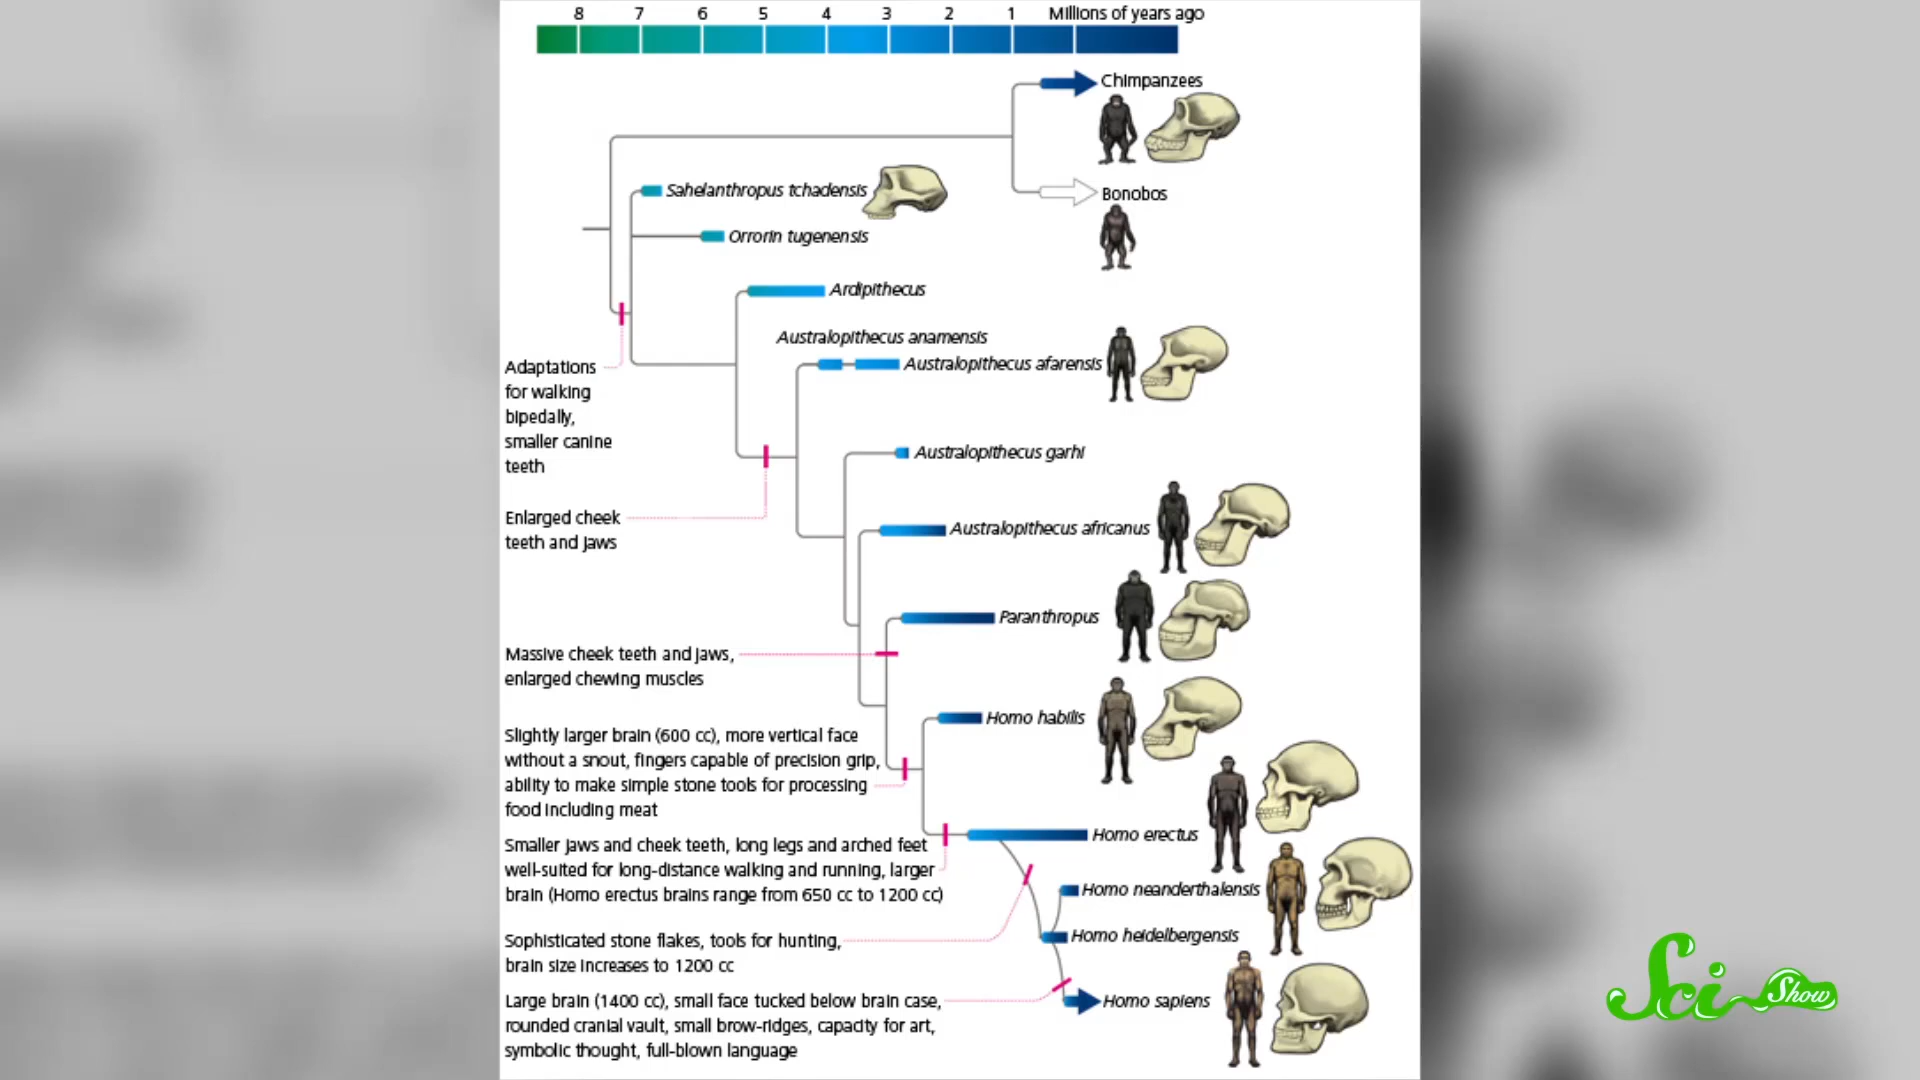 8 7 6 5 4 3 2 1 Millions of years ago
Chimpanzees
Sahelanthropus tchadensis
Bonobos
Orrorin tugenensis
Ardipithecus
Australopithecus anamensis
Australopithecus afarensis
Adaptations
for walking
bipedally,
smaller canine
teeth
Australopithecus garhi
Enlarged cheek
teeth and jaws
Australopithecus africanus
Paranthropus
Massive cheek teeth and jaws,
enlarged chewing muscles
Homo habilis
Slightly larger brain (600 cc), more vertical face
without a snout, fingers capable of precision grip,
ability to make simple stone tools for processing
food including meat
Homo erectus
Smaller jaws and cheek teeth, long legs and arched feet
well-suited for long-distance walking and running, larger
brain (Homo erectus brains range from 650 cc to 1200 cc)
Homo neanderthalensis
Homo heidelbergensis
Sophisticated stone flakes, tools for hunting,
brain size increases to 1200 cc
Homo sapiens
Large brain (1400 cc), small face tucked below brain case,
rounded cranial vault, small brow-ridges, capacity for art,
symbolic thought, full-blown language
Sci Show